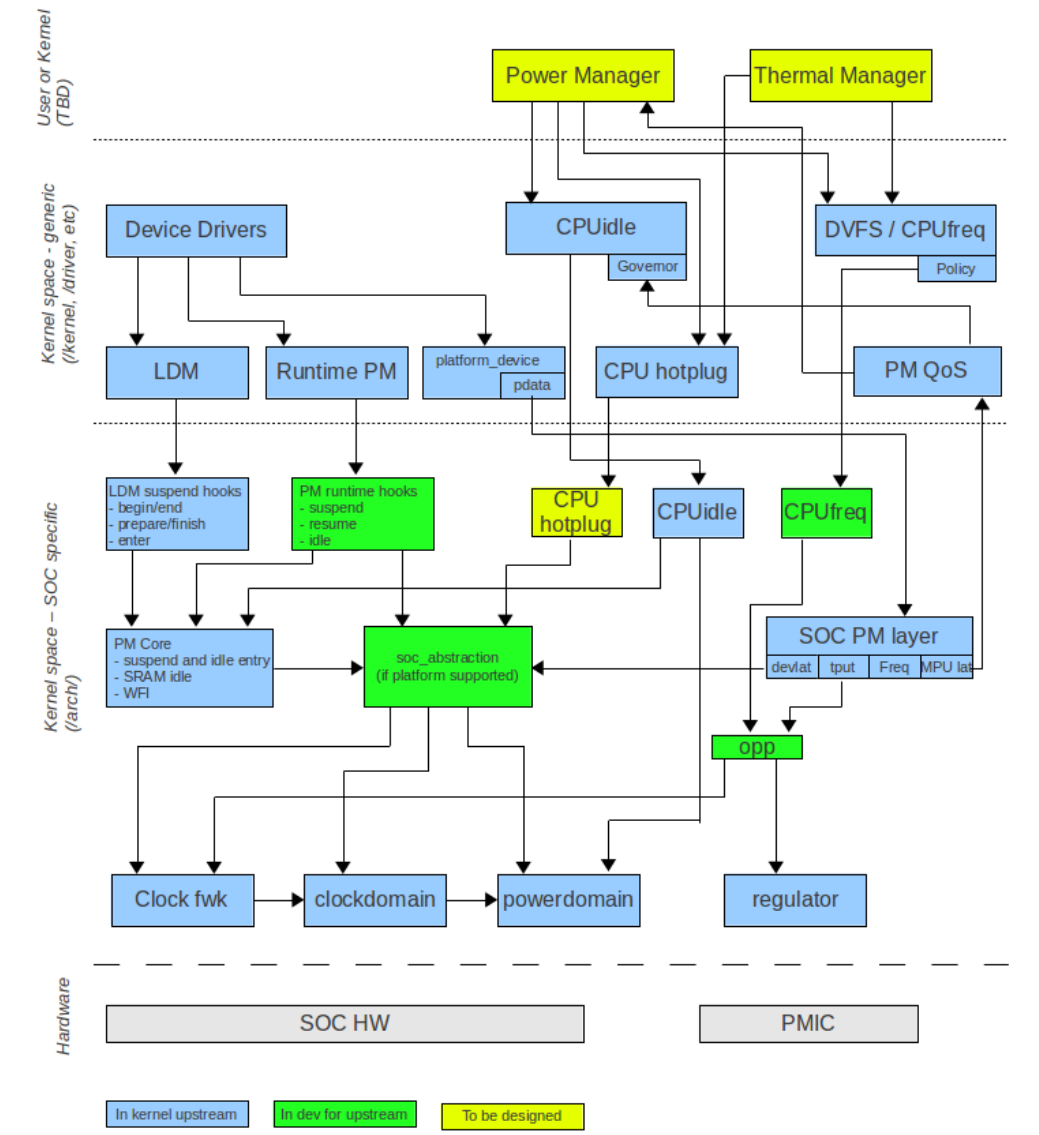 User or Kernel
(TBD)
Power Manager
Thermal Manager
Kernel space - generic
(/kernel, /driver, etc)
Device Drivers
CPUidle
Governor
DVFS / CPUfreq
Policy
LDM
Runtime PM
platform_device
pdata
CPU hotplug
PM QoS
Kernel space – SOC specific
(/arch/)
LDM suspend hooks
- begin/end
- prepare/finish
- enter
PM runtime hooks
- suspend
- resume
- idle
CPU
hotplug
CPUidle
CPUfreq
PM Core
- suspend and idle entry
- SRAM idle
- WFI
soc_abstraction
(if platform supported)
SOC PM layer
devlat
tput
Freq
MPU lat
opp
Clock fwk
clockdomain
powerdomain
regulator
Hardware
SOC HW
PMIC
In kernel upstream
In dev for upstream
To be designed